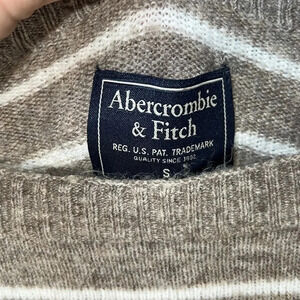 Abercrombie
& Fitch
REG. U.S. PAT. TRADEMARK
QUALITY SINCE 1892
S